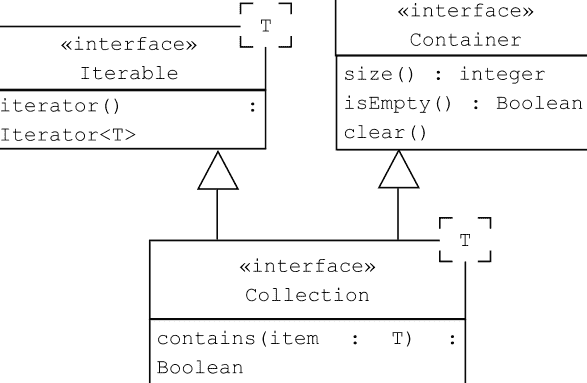 T
«interface»
Iterable
iterator() :
Iterator<T>
«interface»
Container
size() : integer
isEmpty() : Boolean
clear()
T
«interface»
Collection
contains(item : T) :
Boolean